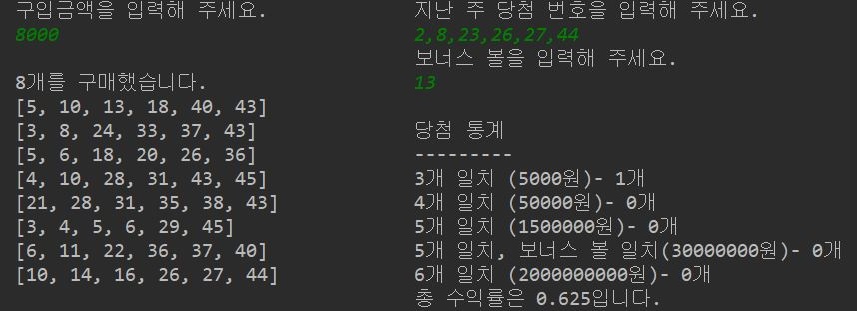 구입금액을 입력해 주세요.
8000
8개를 구매했습니다.
[5, 10, 13, 18, 40, 43]
[3, 8, 24, 33, 37, 43]
[5, 6, 18, 20, 26, 36]
[4, 10, 28, 31, 43, 45]
[21, 28, 31, 35, 38, 43]
[3, 4, 5, 6, 29, 45]
[6, 11, 22, 36, 37, 40]
[10, 14, 16, 26, 27, 44]
지난 주 당첨 번호을 입력해 주세요.
2,8,23,26,27,44
보너스 볼을 입력해 주세요.
13
당첨 통계
---------
3개 일치 (5000원)- 1개
4개 일치 (50000원)- 0개
5개 일치 (1500000원)- 0개
5개 일치, 보너스 볼 일치(30000000원)- 0개
6개 일치 (2000000000원)- 0개
총 수익률은 0.625입니다.